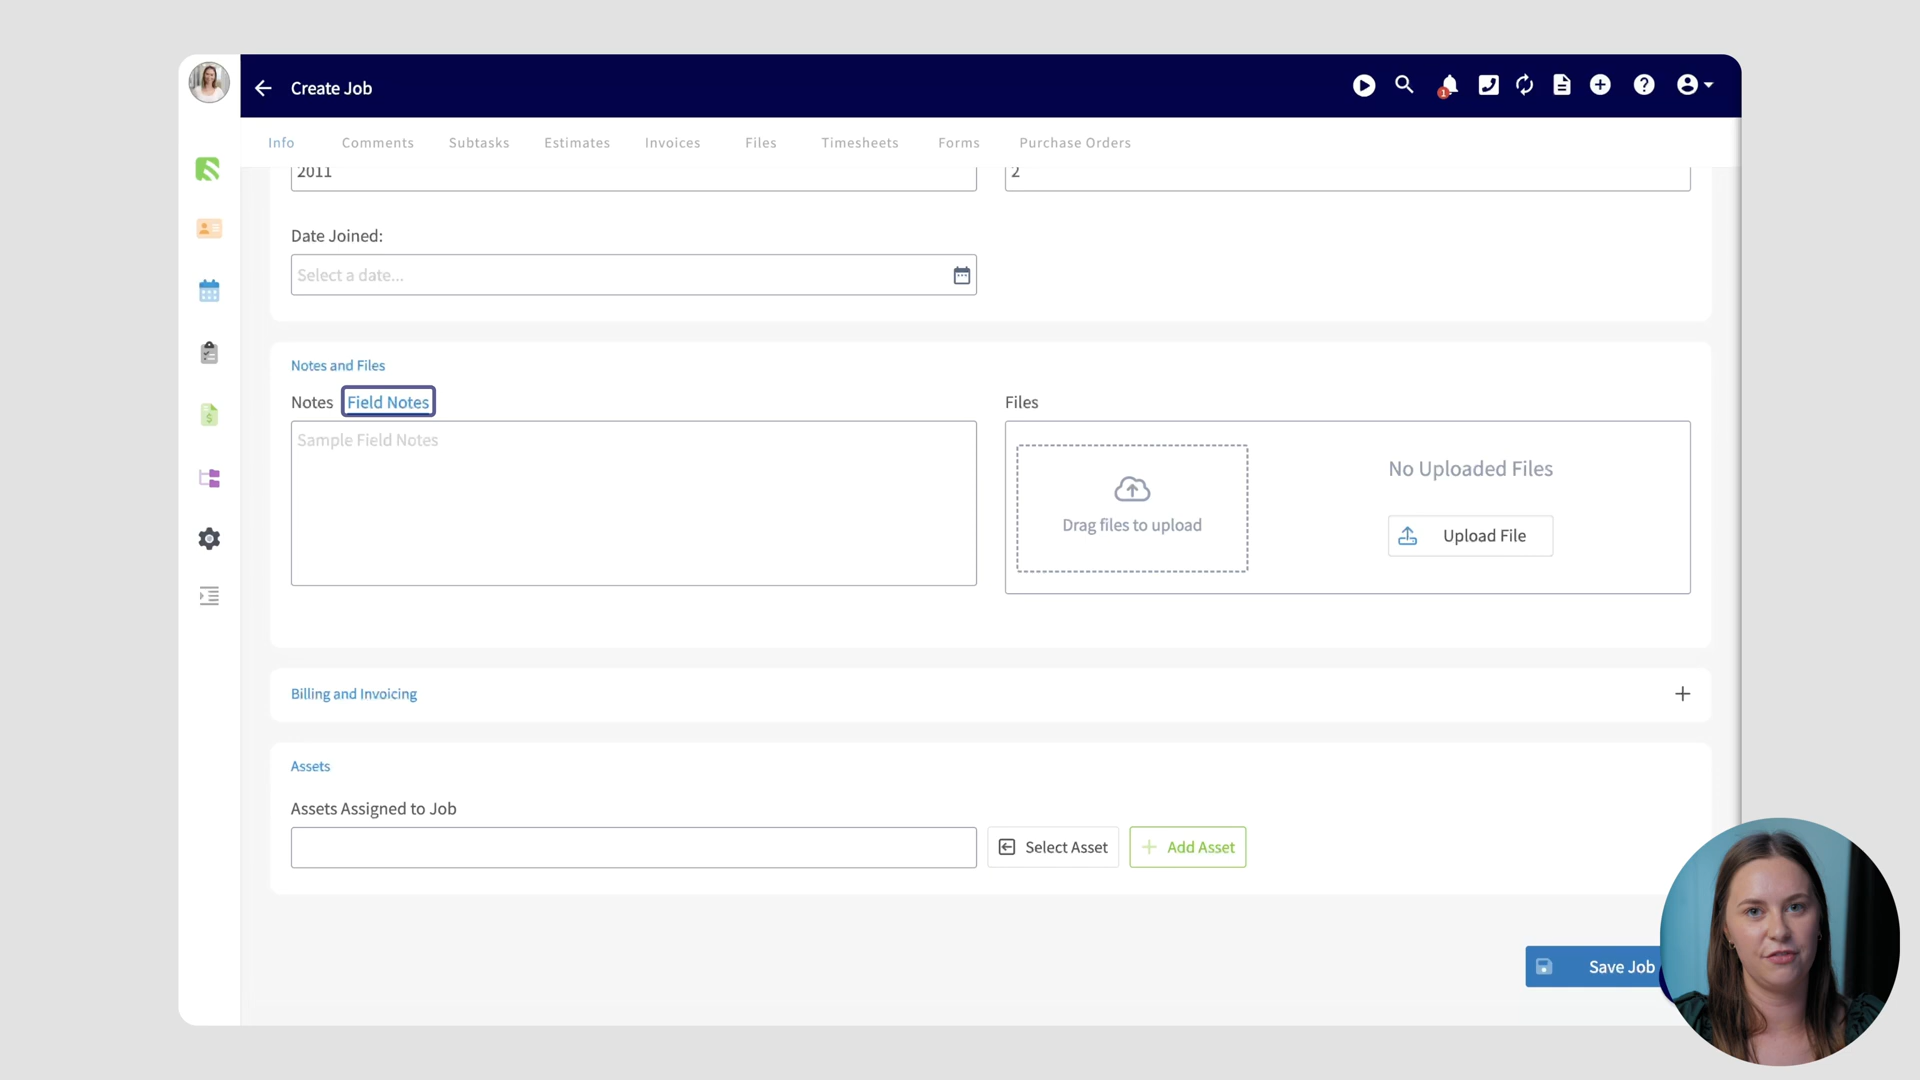 Create Job
1
Info Comments Subtasks Estimates Invoices Files Timesheets Forms Purchase Orders
2011 2
Date Joined:
Select a date...
Notes and Files
Notes Field Notes Files
Sample Field Notes
No Uploaded Files
Drag files to upload
Upload File
Billing and Invoicing
Assets
Assets Assigned to Job
Select Asset Add Asset
Save Job